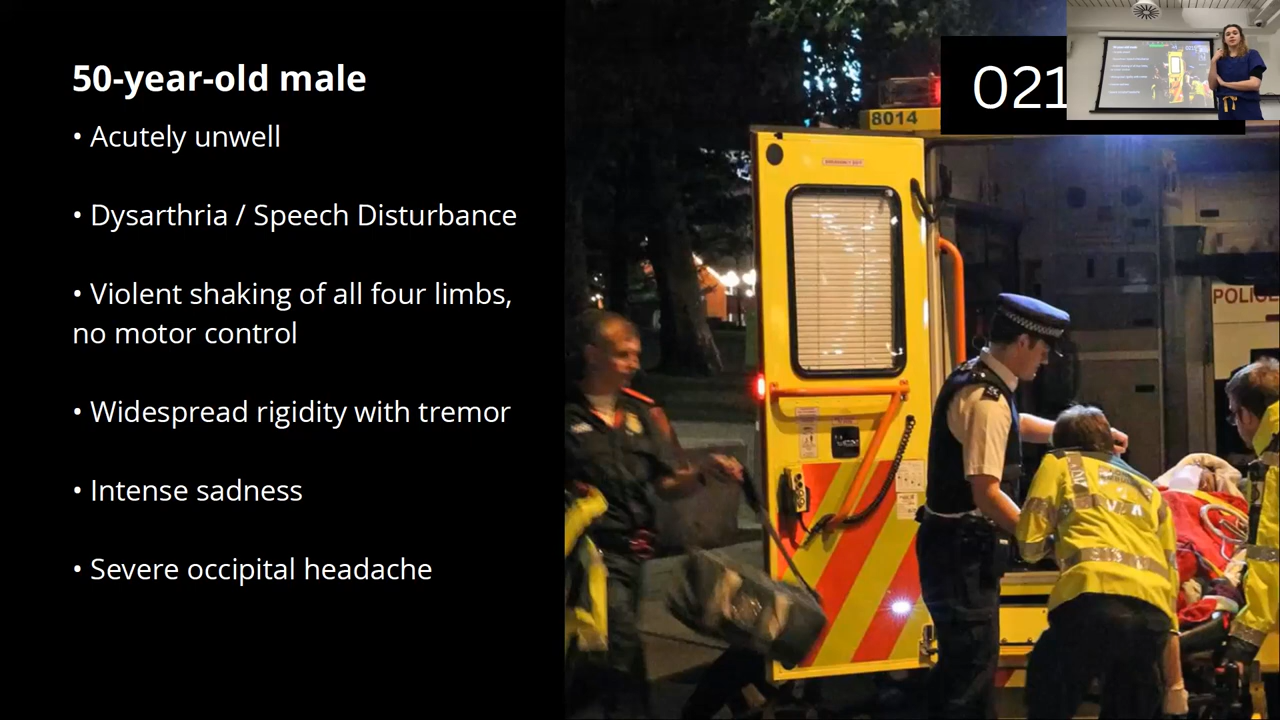 50-year-old male
• Acutely unwell
• Dysarthria / Speech Disturbance
• Violent shaking of all four limbs,
no motor control
• Widespread rigidity with tremor
• Intense sadness
• Severe occipital headache
021
8014